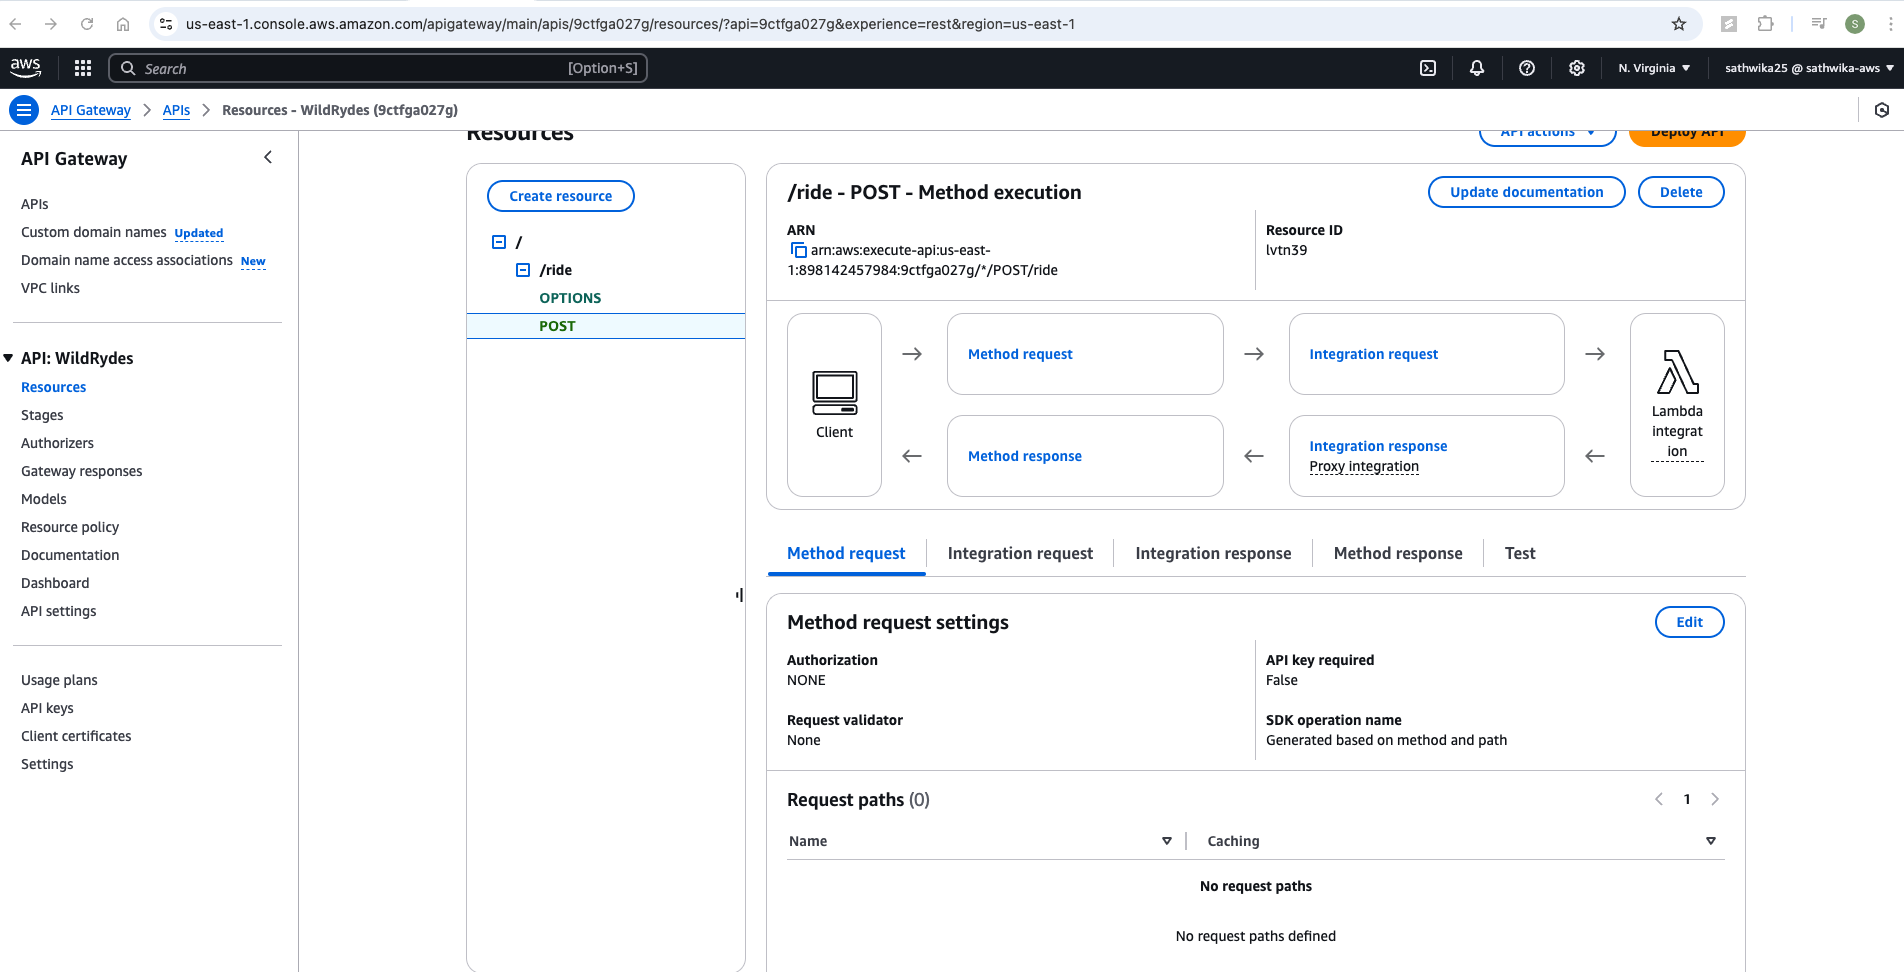 us-east-1.console.aws.amazon.com/apigateway/main/apis/9ctfga027g/resources/?api=9ctfga027g&experience=rest&region=us-east-1
S
aws
Search
[Option+S]
N. Virginia
sathwika25 @ sathwika-aws
API Gateway
APIs
Resources - WildRydes (9ctfga027g)
API Gateway
APIs
Custom domain names Updated
Domain name access associations New
VPC links
API: WildRydes
Resources
Stages
Authorizers
Gateway responses
Models
Resource policy
Documentation
Dashboard
API settings
Usage plans
API keys
Client certificates
Settings
Resources
API actions
Deploy API
Create resource
/
/ride
OPTIONS
POST
/ride - POST - Method execution
Update documentation
Delete
ARN
arn:aws:execute-api:us-east-
1:898142457984:9ctfga027g/*/POST/ride
Resource ID
lvtn39
Client
Method request
Integration request
Lambda
integrat
ion
Method response
Integration response
Proxy integration
Method request
Integration request
Integration response
Method response
Test
Method request settings
Edit
Authorization
NONE
API key required
False
Request validator
None
SDK operation name
Generated based on method and path
Request paths (0)
1
Name
Caching
No request paths
No request paths defined